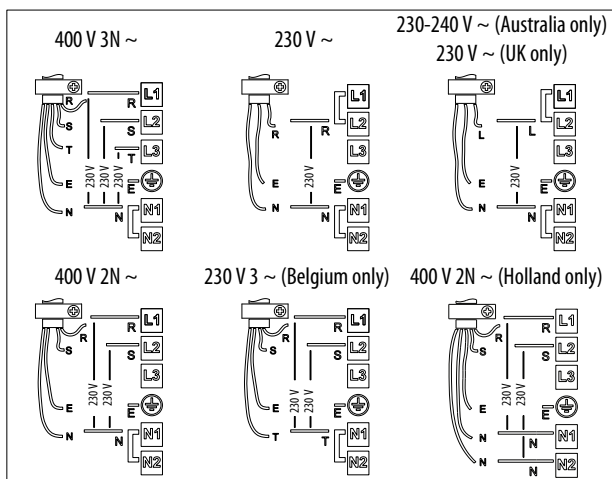 400 V 3N ~
R L1
R
S L2
S
T L3
T
230 V 230 V 230 V
E
E
N N1
N
N2
230 V ~
L1
R L2
R
L3
230 V
E
E
N N1
N
N2
230-240 V ~ (Australia only)
230 V ~ (UK only)
L1
L L2
L
L3
230 V
E
E
N N1
N
N2
400 V 2N ~
L1
R
R
S L2
S
L3
230 V 230 V
E
E
N N1
N
N2
230 V 3 ~ (Belgium only)
L1
R
R
S L2
S
L3
230 V 230 V
E
E
T N1
T
N2
400 V 2N ~ (Holland only)
L1
R
R
S L2
S
L3
230 V 230 V
E
E
N N1
N
N N2
N